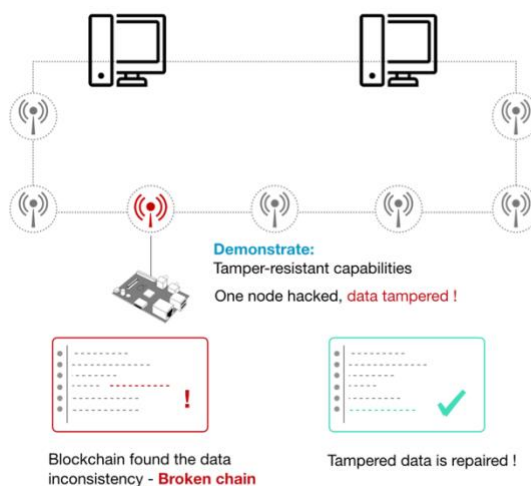 Demonstrate:
Tamper-resistant capabilities
One node hacked, data tampered !
!
Blockchain found the data
inconsistency - Broken chain
Tampered data is repaired !